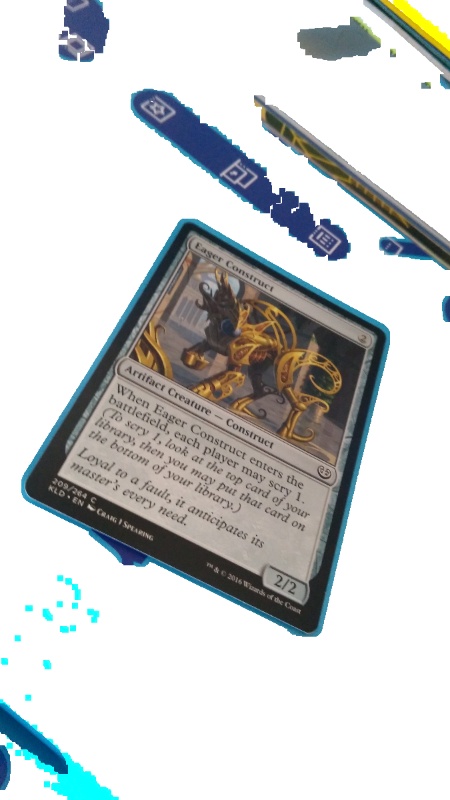 Eager Construct
2
Artifact Creature — Construct
When Eager Construct enters the
battlefield, each player may scry 1.
(To scry 1, look at the top card of your
library, then you may put that card on
the bottom of your library.)
Loyal to a fault, it anticipates its
master's every need.
2/2
209/264 C
KLD • EN Craig J Spearing
™ & © 2016 Wizards of the Coast